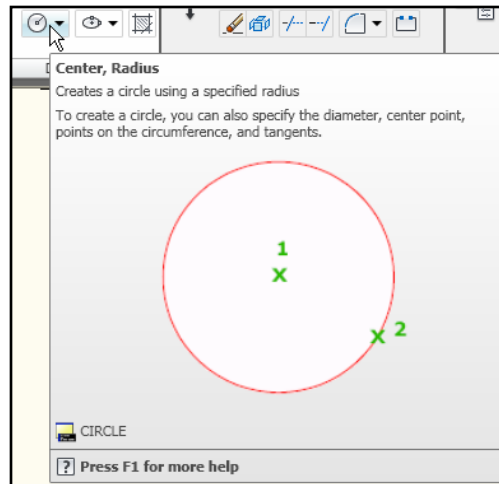 Center, Radius
Creates a circle using a specified radius
To create a circle, you can also specify the diameter, center point,
points on the circumference, and tangents.
1
2
CIRCLE
? Press F1 for more help